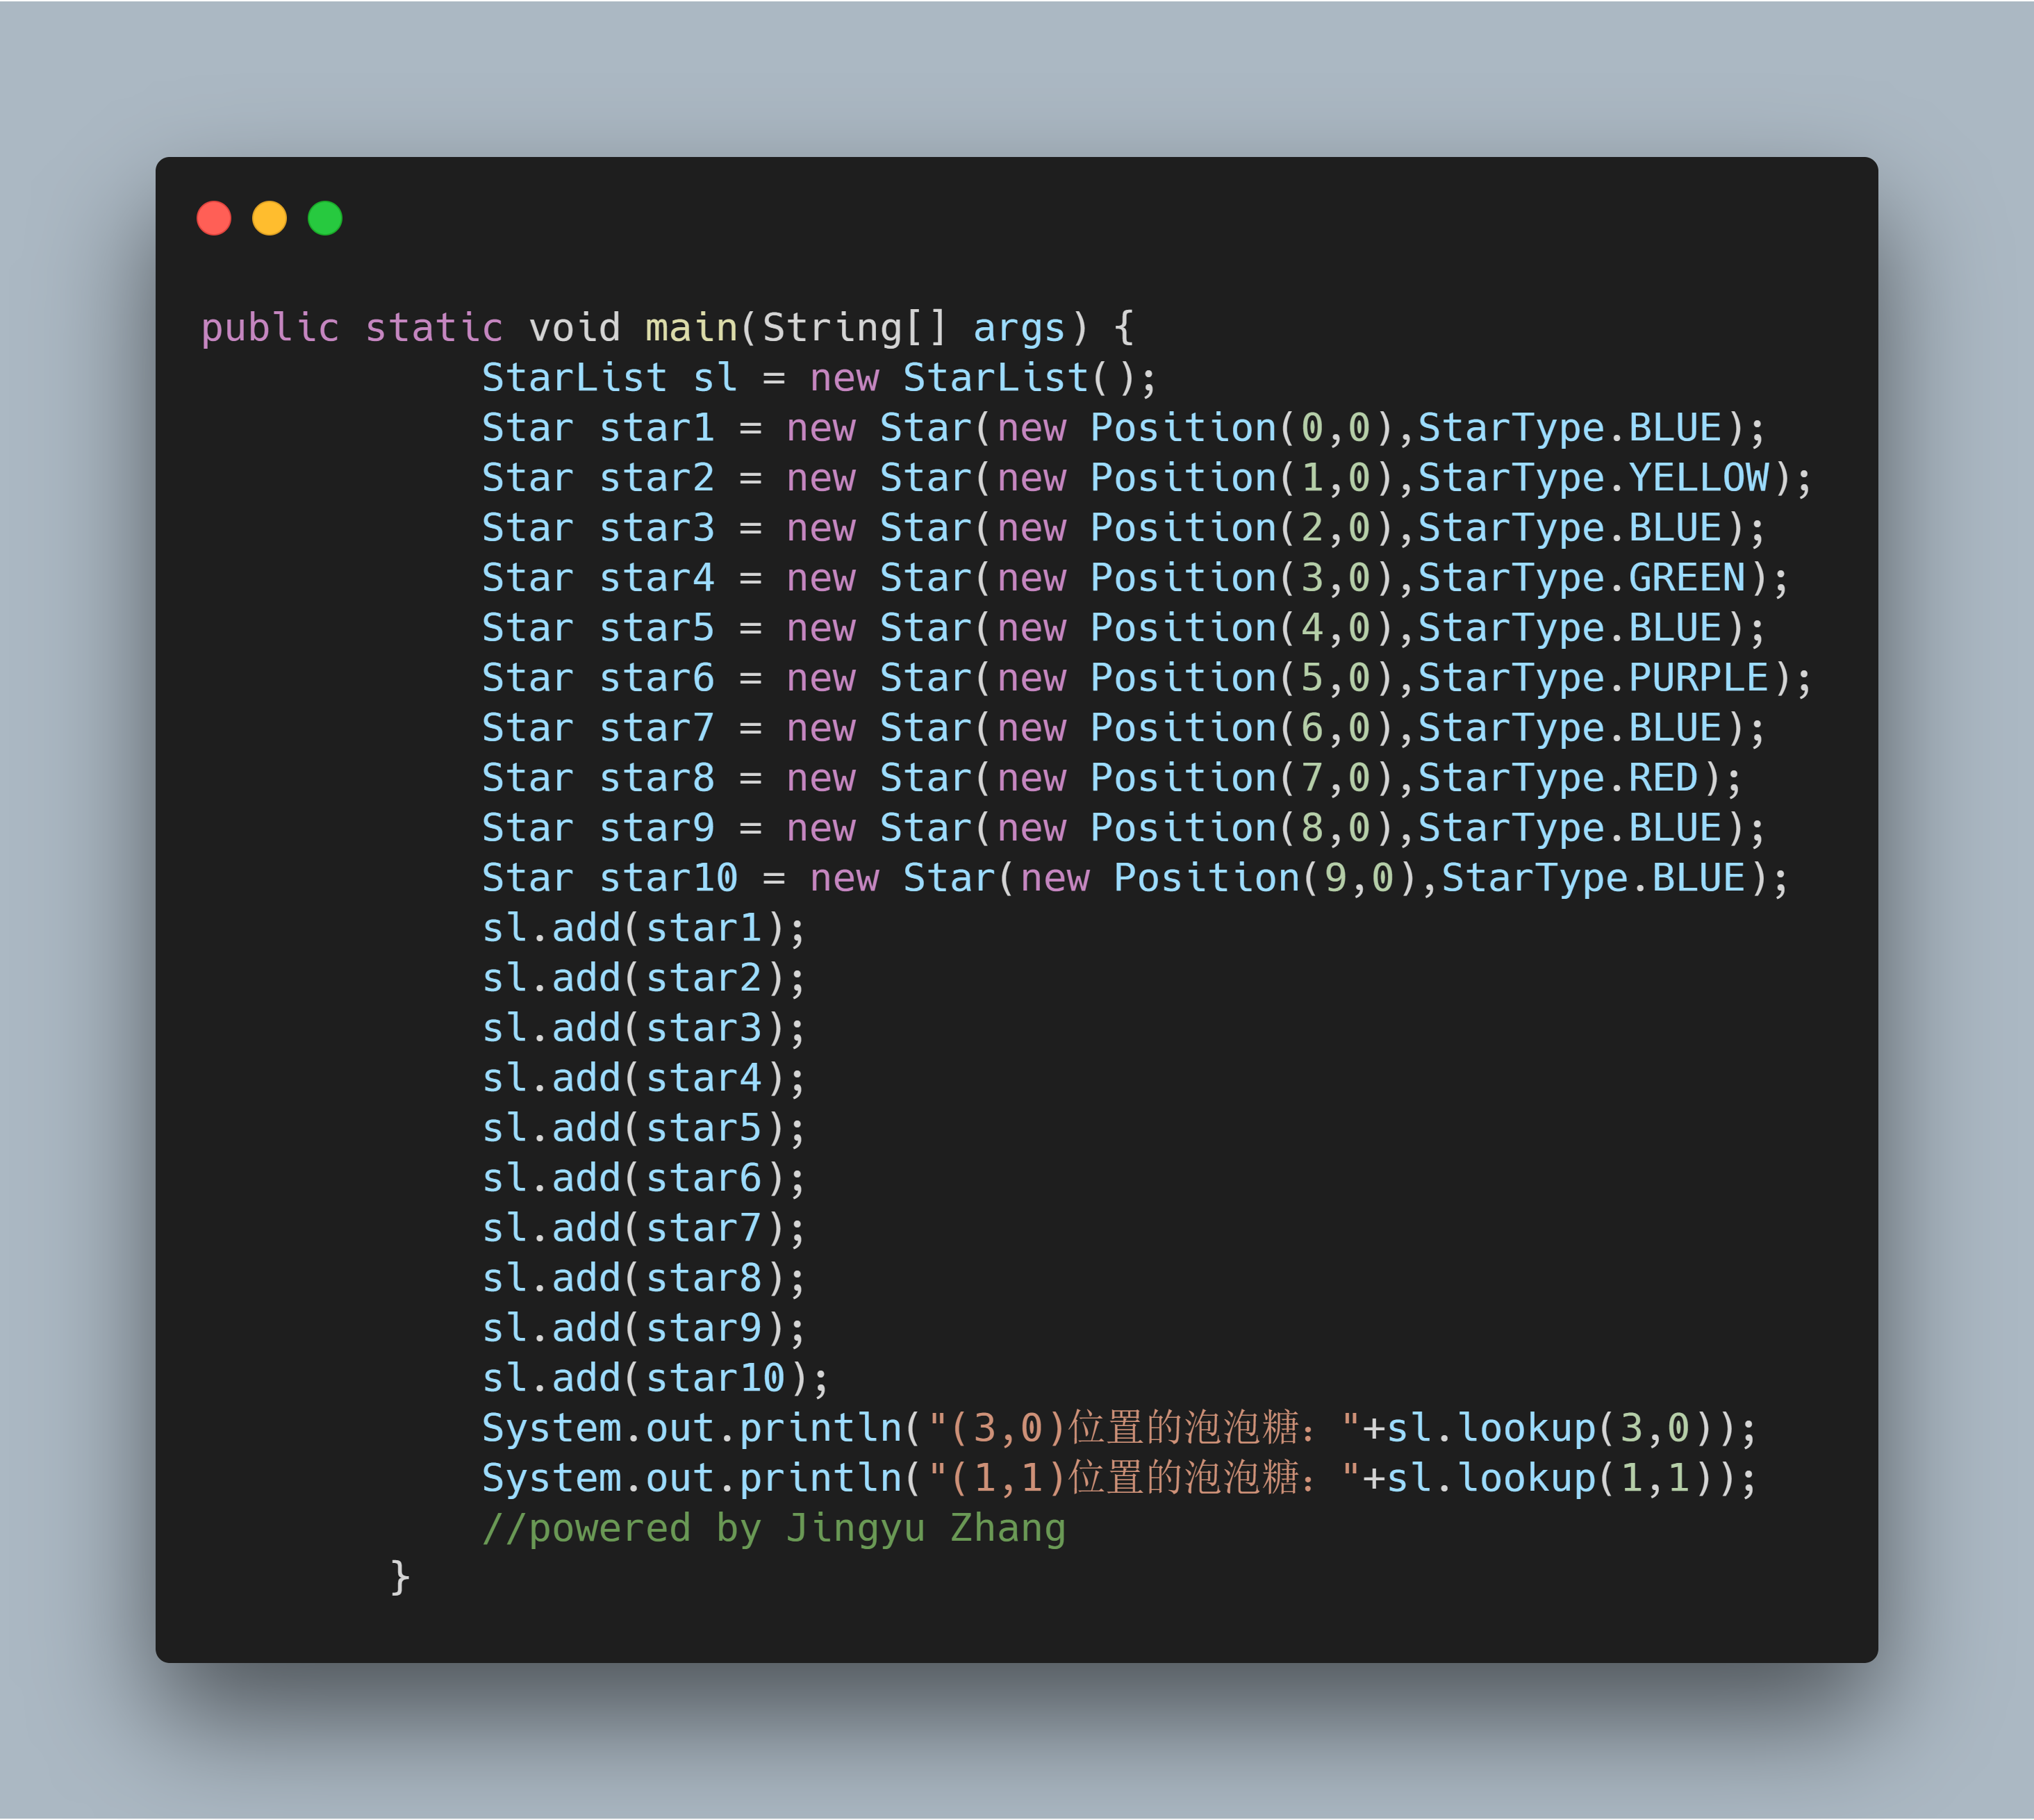 public static void main(String[] args) {
            StarList sl = new StarList();
            Star star1 = new Star(new Position(0,0),StarType.BLUE);
            Star star2 = new Star(new Position(1,0),StarType.YELLOW);
            Star star3 = new Star(new Position(2,0),StarType.BLUE);
            Star star4 = new Star(new Position(3,0),StarType.GREEN);
            Star star5 = new Star(new Position(4,0),StarType.BLUE);
            Star star6 = new Star(new Position(5,0),StarType.PURPLE);
            Star star7 = new Star(new Position(6,0),StarType.BLUE);
            Star star8 = new Star(new Position(7,0),StarType.RED);
            Star star9 = new Star(new Position(8,0),StarType.BLUE);
            Star star10 = new Star(new Position(9,0),StarType.BLUE);
            sl.add(star1);
            sl.add(star2);
            sl.add(star3);
            sl.add(star4);
            sl.add(star5);
            sl.add(star6);
            sl.add(star7);
            sl.add(star8);
            sl.add(star9);
            sl.add(star10);
            System.out.println("(3,0)位置的泡泡糖："+sl.lookup(3,0));
            System.out.println("(1,1)位置的泡泡糖："+sl.lookup(1,1));
            //powered by Jingyu Zhang
        }